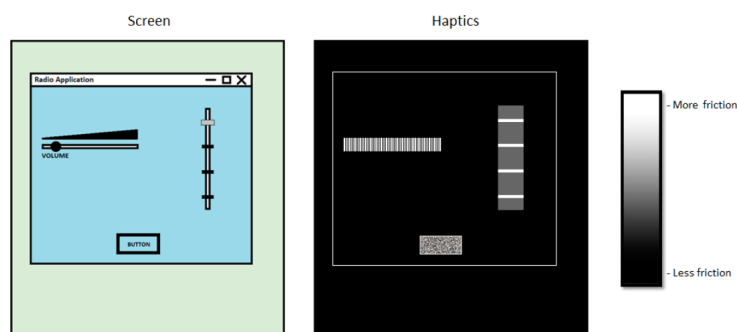 Screen
Haptics
Radio Application
VOLUME
BUTTON
- More friction
- Less friction